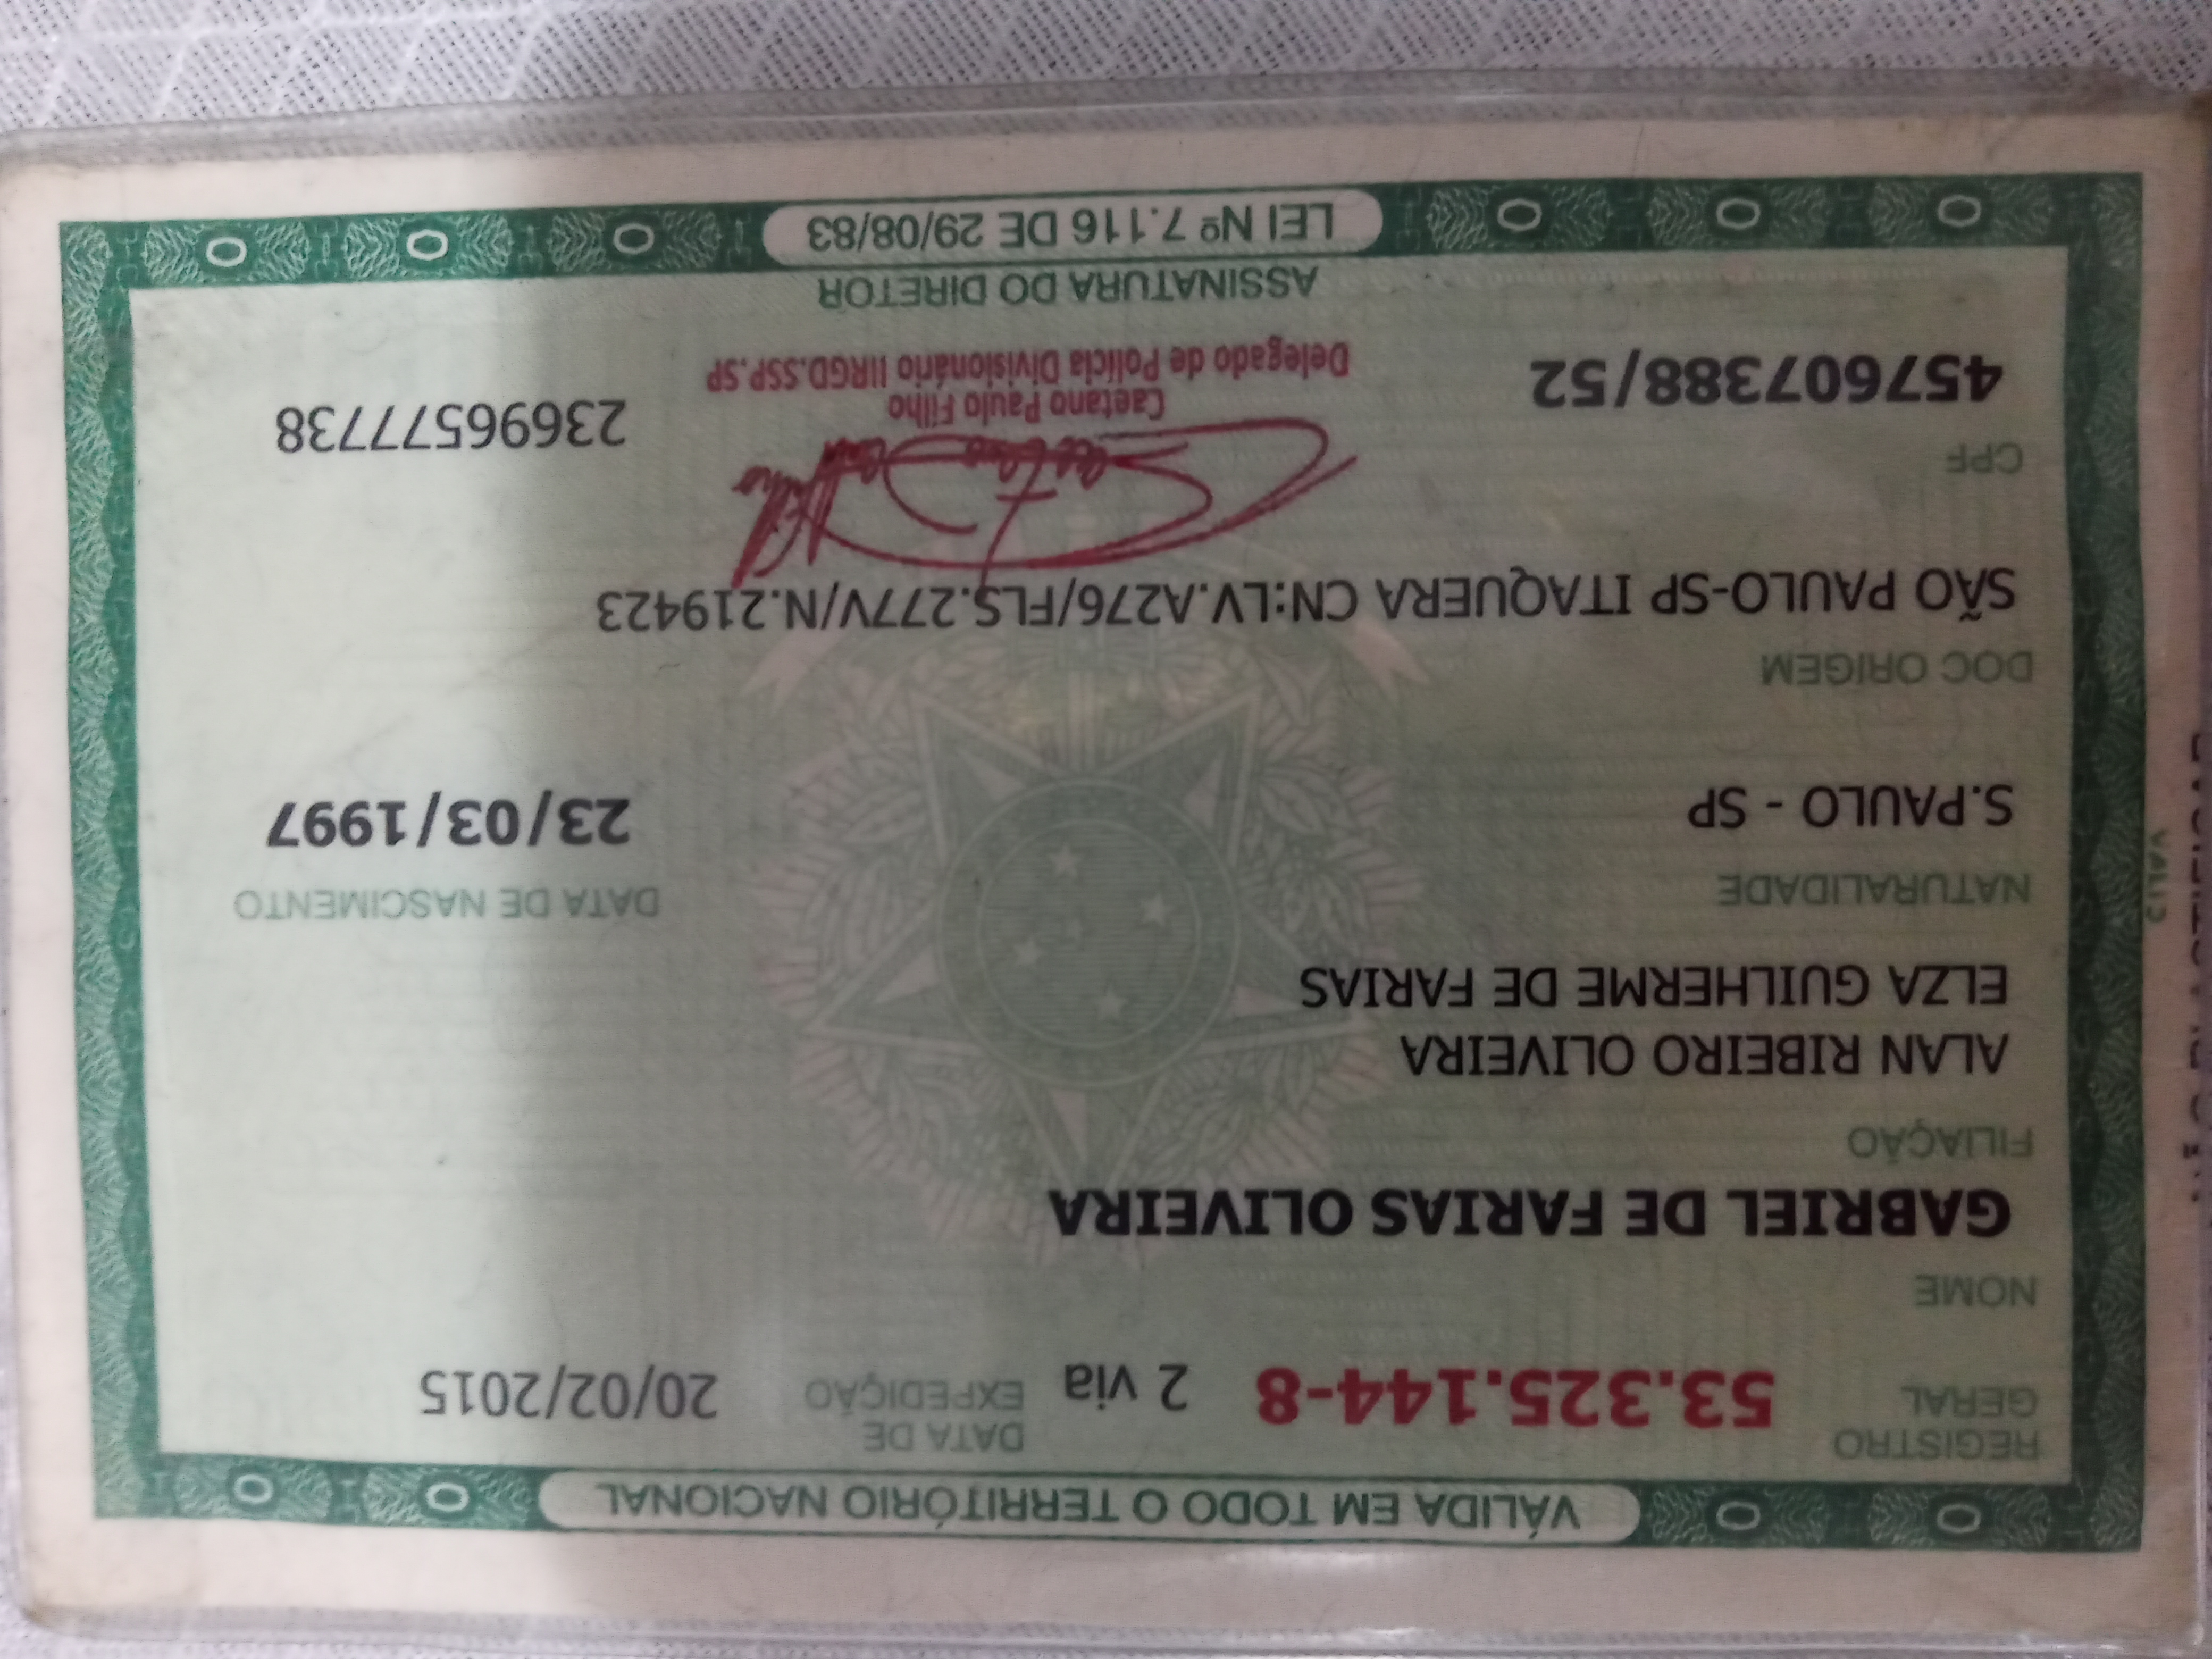 VÁLIDA EM TODO O TERRITÓRIO NACIONAL
REGISTRO GERAL 53.325.144-8 2 via DATA DE EXPEDIÇÃO 20/02/2015
NOME
GABRIEL DE FARIAS OLIVEIRA
FILIAÇÃO
ALAN RIBEIRO OLIVEIRA
ELZA GUILHERME DE FARIAS
NATURALIDADE DATA DE NASCIMENTO
S.PAULO - SP 23/03/1997
DOC ORIGEM
SÃO PAULO-SP ITAQUERA CN:LV.A276/FLS.277V/N.219423
CPF
457607388/52 23696577738
Caetano Paulo Filho
Delegado de Polícia Divisionário IIRGD.SSP.SP
ASSINATURA DO DIRETOR
LEI Nº 7.116 DE 29/08/83